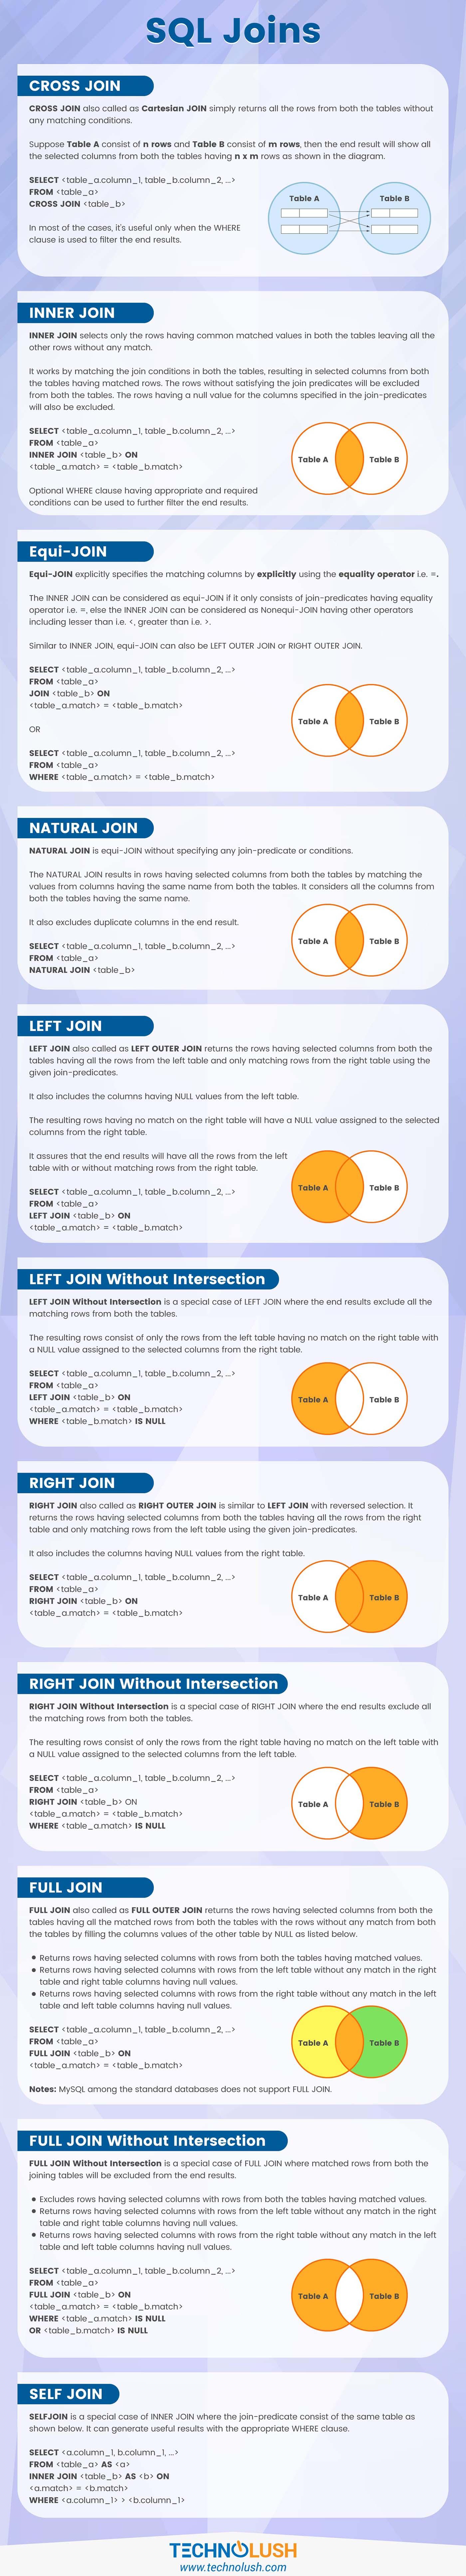 SQL Joins
CROSS JOIN
CROSS JOIN also called as Cartesian JOIN simply returns all the rows from both the tables without
any matching conditions.
Suppose Table A consist of n rows and Table B consist of m rows, then the end result will show all
the selected columns from both the tables having n x m rows as shown in the diagram.
SELECT <table_a.column_1, table_b.column_2, ...>
FROM <table_a>
CROSS JOIN <table_b>
In most of the cases, it's useful only when the WHERE
clause is used to filter the end results.
Table A
Table B
INNER JOIN
INNER JOIN selects only the rows having common matched values in both the tables leaving all the
other rows without any match.
It works by matching the join conditions in both the tables, resulting in selected columns from both
the tables having matched rows. The rows without satisfying the join predicates will be excluded
from both the tables. The rows having a null value for the columns specified in the join-predicates
will also be excluded.
SELECT <table_a.column_1, table_b.column_2, ...>
FROM <table_a>
INNER JOIN <table_b> ON
<table_a.match> = <table_b.match>
Optional WHERE clause having appropriate and required
conditions can be used to further filter the end results.
Table A
Table B
Equi-JOIN
Equi-JOIN explicitly specifies the matching columns by explicitly using the equality operator i.e. =.
The INNER JOIN can be considered as equi-JOIN if it only consists of join-predicates having equality
operator i.e. =, else the INNER JOIN can be considered as Nonequi-JOIN having other operators
including lesser than i.e. <, greater than i.e. >.
Similar to INNER JOIN, equi-JOIN can also be LEFT OUTER JOIN or RIGHT OUTER JOIN.
SELECT <table_a.column_1, table_b.column_2, ...>
FROM <table_a>
JOIN <table_b> ON
<table_a.match> = <table_b.match>
OR
SELECT <table_a.column_1, table_b.column_2, ...>
FROM <table_a>
WHERE <table_a.match> = <table_b.match>
Table A
Table B
NATURAL JOIN
NATURAL JOIN is equi-JOIN without specifying any join-predicate or conditions.
The NATURAL JOIN results in rows having selected columns from both the tables by matching the
values from columns having the same name from both the tables. It considers all the columns from
both the tables having the same name.
It also excludes duplicate columns in the end result.
SELECT <table_a.column_1, table_b.column_2, ...>
FROM <table_a>
NATURAL JOIN <table_b>
Table A
Table B
LEFT JOIN
LEFT JOIN also called as LEFT OUTER JOIN returns the rows having selected columns from both the
tables having all the rows from the left table and only matching rows from the right table using the
given join-predicates.
It also includes the columns having NULL values from the left table.
The resulting rows having no match on the right table will have a NULL value assigned to the selected
columns from the right table.
It assures that the end results will have all the rows from the left
table with or without matching rows from the right table.
SELECT <table_a.column_1, table_b.column_2, ...>
FROM <table_a>
LEFT JOIN <table_b> ON
<table_a.match> = <table_b.match>
Table A
Table B
LEFT JOIN Without Intersection
LEFT JOIN Without Intersection is a special case of LEFT JOIN where the end results exclude all the
matching rows from both the tables.
The resulting rows consist of only the rows from the left table having no match on the right table with
a NULL value assigned to the selected columns from the right table.
SELECT <table_a.column_1, table_b.column_2, ...>
FROM <table_a>
LEFT JOIN <table_b> ON
<table_a.match> = <table_b.match>
WHERE <table_b.match> IS NULL
Table A
Table B
RIGHT JOIN
RIGHT JOIN also called as RIGHT OUTER JOIN is similar to LEFT JOIN with reversed selection. It
returns the rows having selected columns from both the tables having all the rows from the right
table and only matching rows from the left table using the given join-predicates.
It also includes the columns having NULL values from the right table.
SELECT <table_a.column_1, table_b.column_2, ...>
FROM <table_a>
RIGHT JOIN <table_b> ON
<table_a.match> = <table_b.match>
Table A
Table B
RIGHT JOIN Without Intersection
RIGHT JOIN Without Intersection is a special case of RIGHT JOIN where the end results exclude all
the matching rows from both the tables.
The resulting rows consist of only the rows from the right table having no match on the left table with
a NULL value assigned to the selected columns from the left table.
SELECT <table_a.column_1, table_b.column_2, ...>
FROM <table_a>
RIGHT JOIN <table_b> ON
<table_a.match> = <table_b.match>
WHERE <table_a.match> IS NULL
Table A
Table B
FULL JOIN
FULL JOIN also called as FULL OUTER JOIN returns the rows having selected columns from both the
tables having all the matched rows from both the tables with the rows without any match from both
the tables by filling the columns values of the other table by NULL as listed below.
• Returns rows having selected columns with rows from both the tables having matched values.
• Returns rows having selected columns with rows from the left table without any match in the right
table and right table columns having null values.
• Returns rows having selected columns with rows from the right table without any match in the left
table and left table columns having null values.
SELECT <table_a.column_1, table_b.column_2, ...>
FROM <table_a>
FULL JOIN <table_b> ON
<table_a.match> = <table_b.match>
Table A
Table B
Notes: MySQL among the standard databases does not support FULL JOIN.
FULL JOIN Without Intersection
FULL JOIN Without Intersection is a special case of FULL JOIN where matched rows from both the
joining tables will be excluded from the end results.
• Excludes rows having selected columns with rows from both the tables having matched values.
• Returns rows having selected columns with rows from the left table without any match in the right
table and right table columns having null values.
• Returns rows having selected columns with rows from the right table without any match in the left
table and left table columns having null values.
SELECT <table_a.column_1, table_b.column_2, ...>
FROM <table_a>
FULL JOIN <table_b> ON
<table_a.match> = <table_b.match>
WHERE <table_a.match> IS NULL
OR <table_b.match> IS NULL
Table A
Table B
SELF JOIN
SELFJOIN is a special case of INNER JOIN where the join-predicate consist of the same table as
shown below. It can generate useful results with the appropriate WHERE clause.
SELECT <a.column_1, b.column_1, ...>
FROM <table_a> AS <a>
INNER JOIN <table_b> AS <b> ON
<a.match> = <b.match>
WHERE <a.column_1> > <b.column_1>
TECHNOLUSH
www.technolush.com